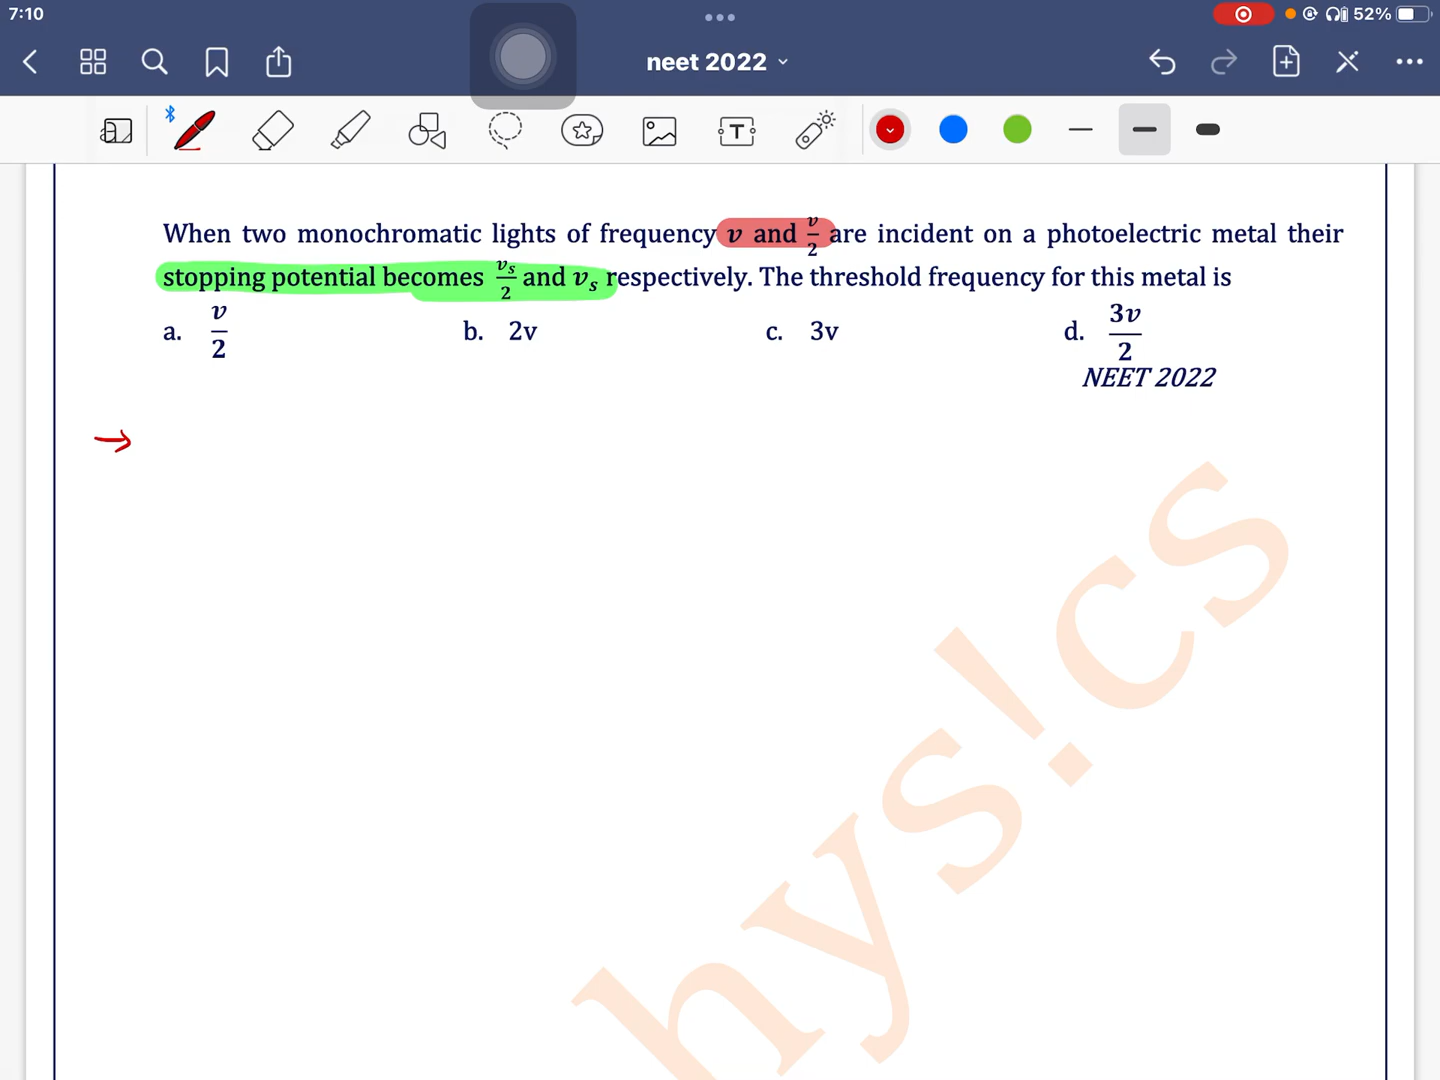 7:10
52%
neet 2022
T
When two monochromatic lights of frequency v and v/2 are incident on a photoelectric metal their
stopping potential becomes vₛ/2 and vₛ respectively. The threshold frequency for this metal is
a. v/2 b. 2v c. 3v d. 3v/2
NEET 2022
hys!cs